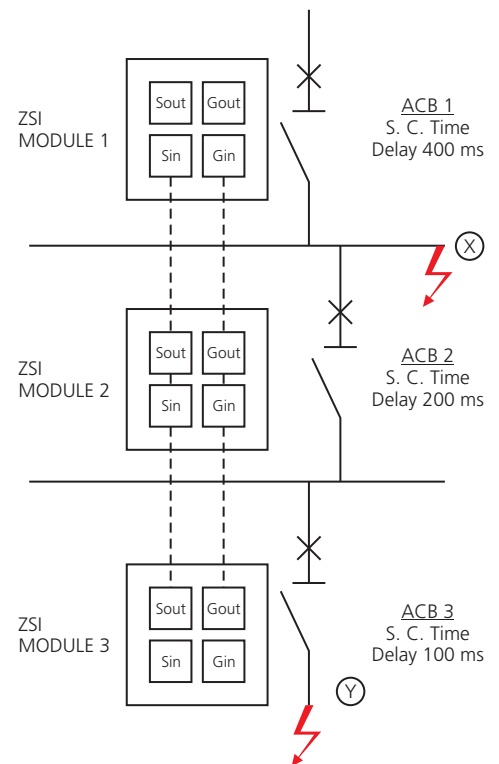 ZSI
MODULE 1
Sout Gout
Sin Gin
ACB 1
S. C. Time
Delay 400 ms
X
ZSI
MODULE 2
Sout Gout
Sin Gin
ACB 2
S. C. Time
Delay 200 ms
ZSI
MODULE 3
Sout Gout
Sin Gin
ACB 3
S. C. Time
Delay 100 ms
Y